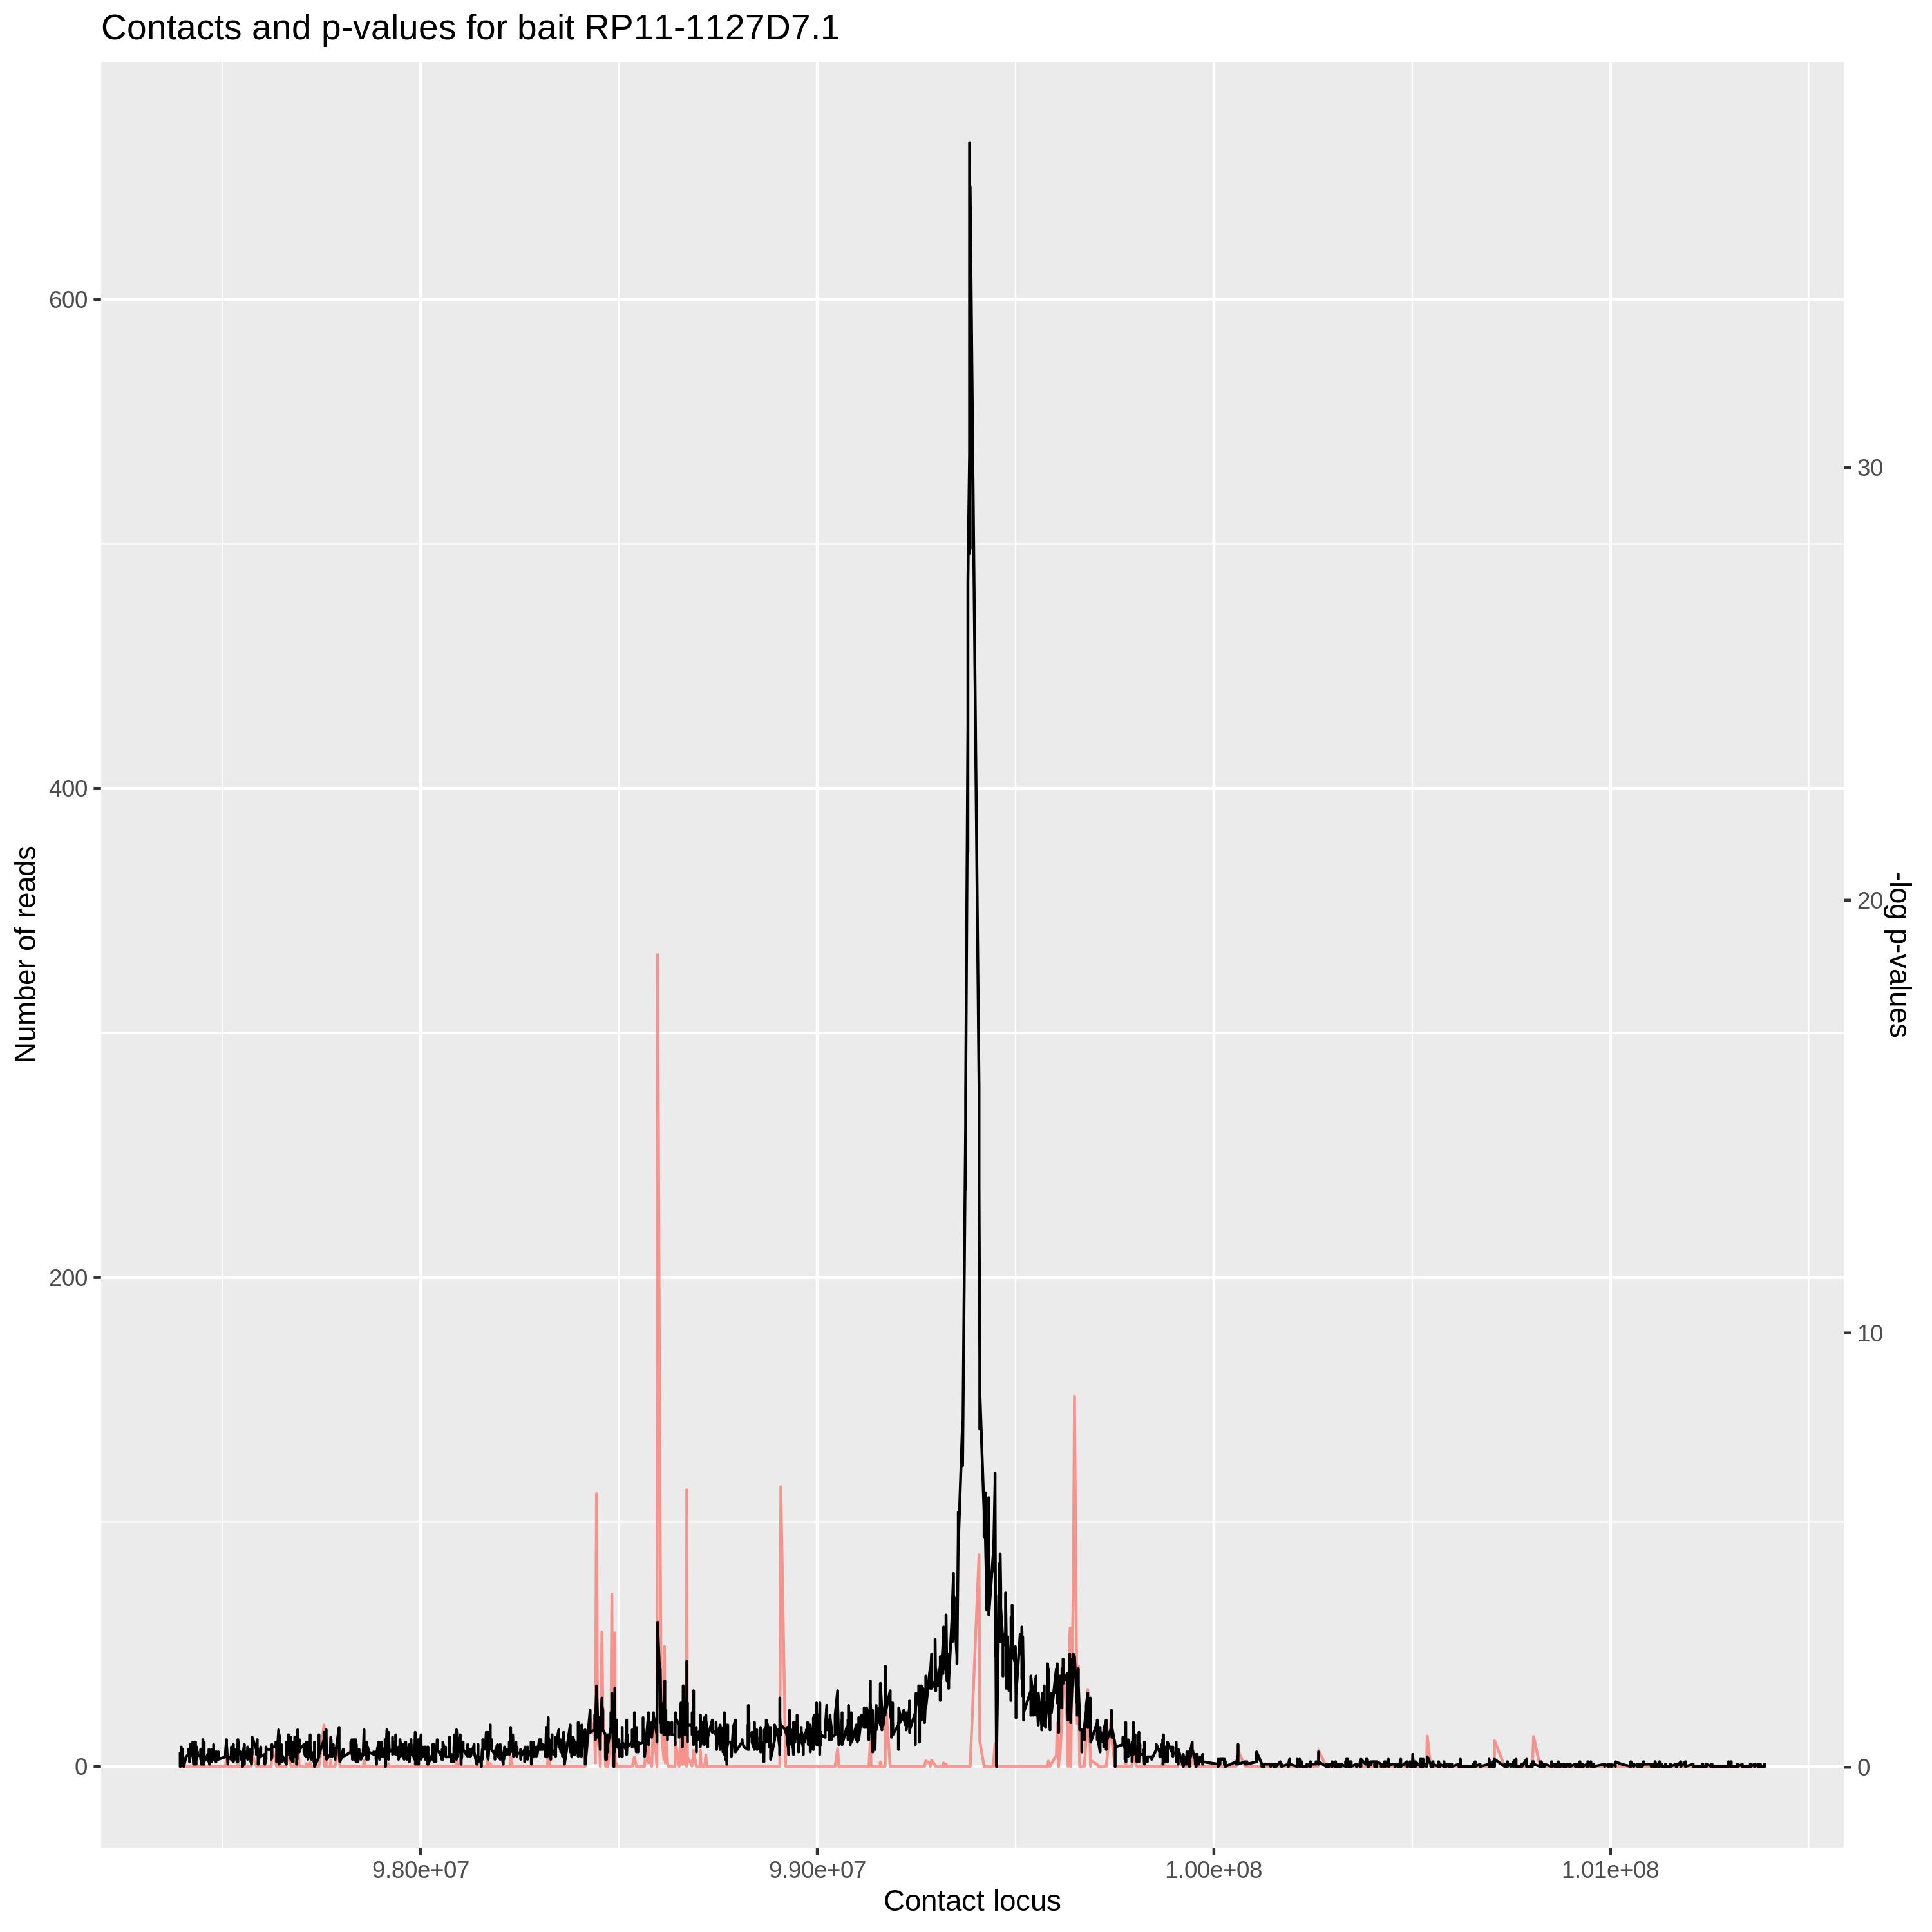 Contacts and p-values for bait RP11-1127D7.1
600
400
200
0
Number of reads
30
20
10
0
-log p-values
9.80e+07
9.90e+07
1.00e+08
1.01e+08
Contact locus